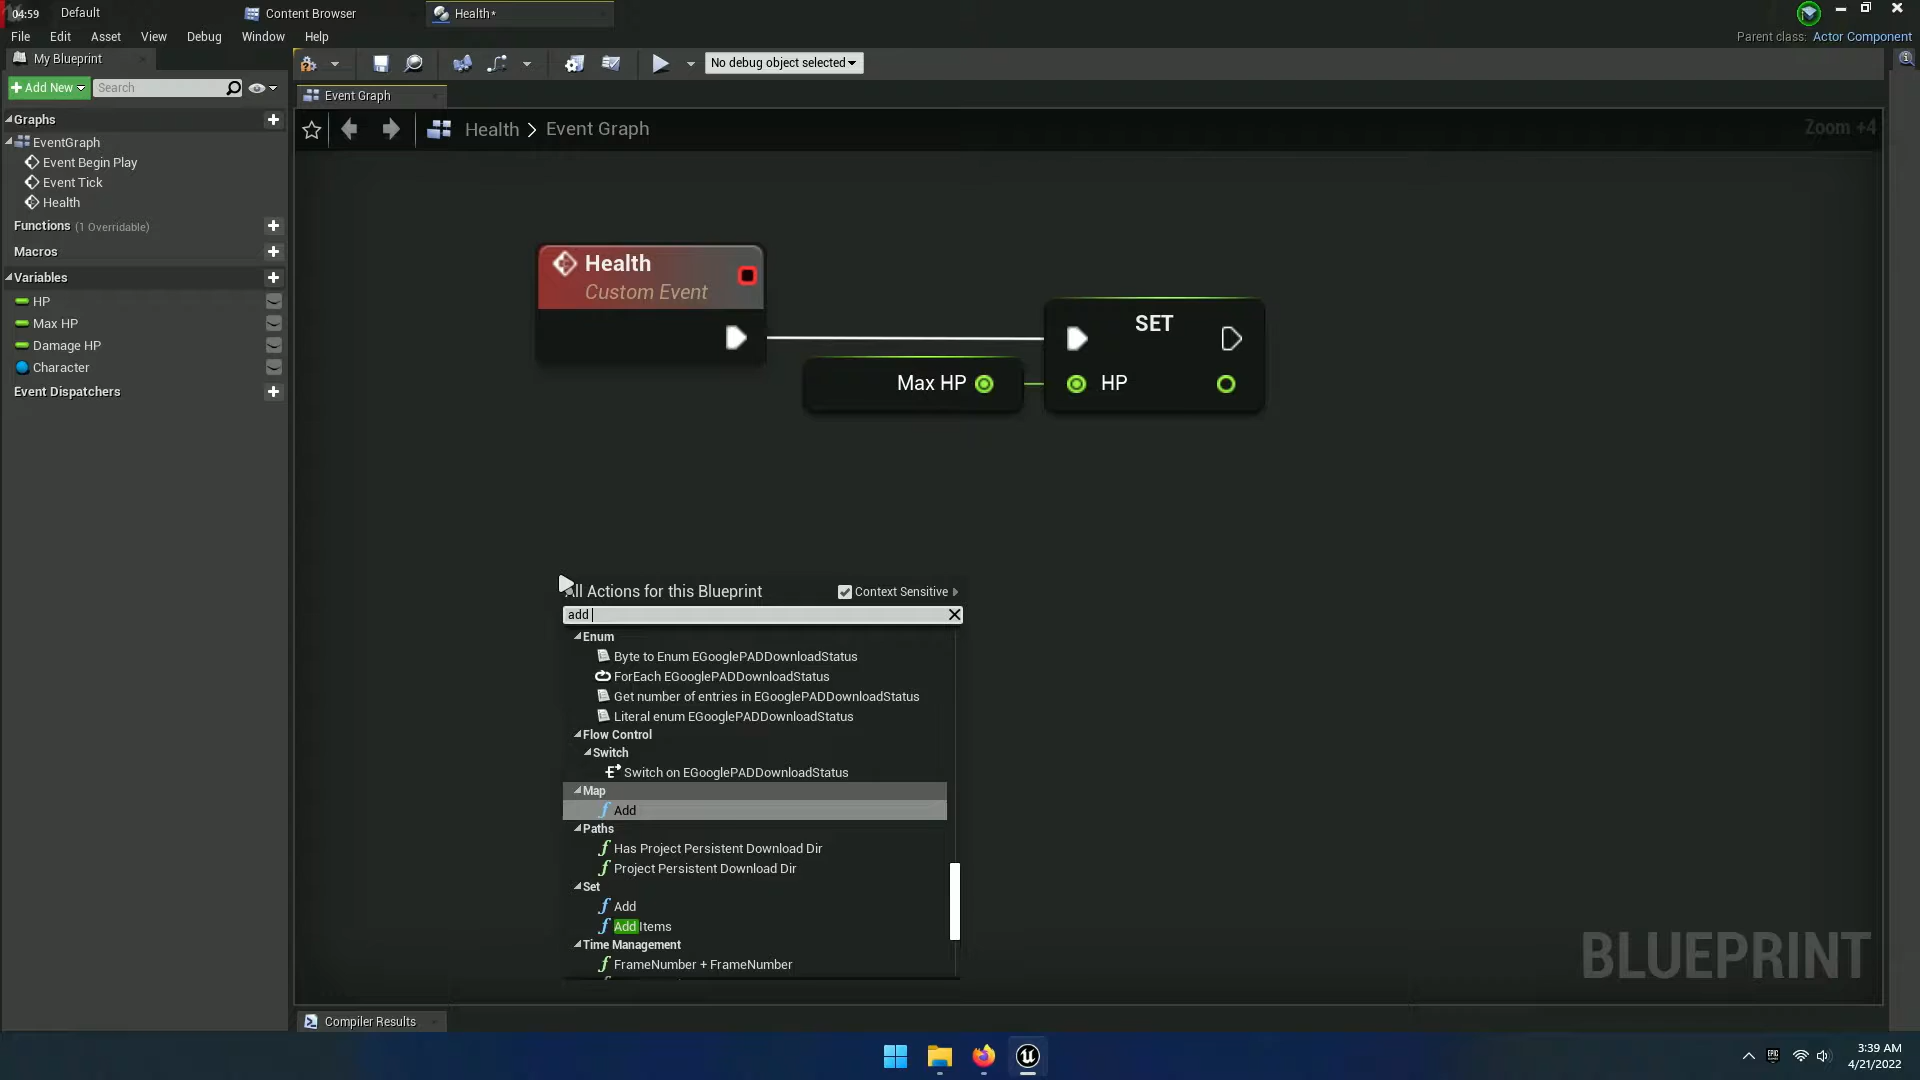 04:59
Default
Content Browser
Health*
File Edit Asset View Debug Window Help
Parent class: Actor Component
My Blueprint
No debug object selected
Add New
Search
Event Graph
Graphs
Health > Event Graph
Zoom +4
EventGraph
Event Begin Play
Event Tick
Health
Functions (1 Overridable)
Macros
Variables
HP
Max HP
Damage HP
Character
Event Dispatchers
Health
Custom Event
SET
Max HP
HP
All Actions for this Blueprint
Context Sensitive
add
Enum
Byte to Enum EGooglePADDownloadStatus
ForEach EGooglePADDownloadStatus
Get number of entries in EGooglePADDownloadStatus
Literal enum EGooglePADDownloadStatus
Flow Control
Switch
Switch on EGooglePADDownloadStatus
Map
Add
Paths
Has Project Persistent Download Dir
Project Persistent Download Dir
Set
Add
Add Items
Time Management
FrameNumber + FrameNumber
BLUEPRINT
Compiler Results
3:39 AM
4/21/2022